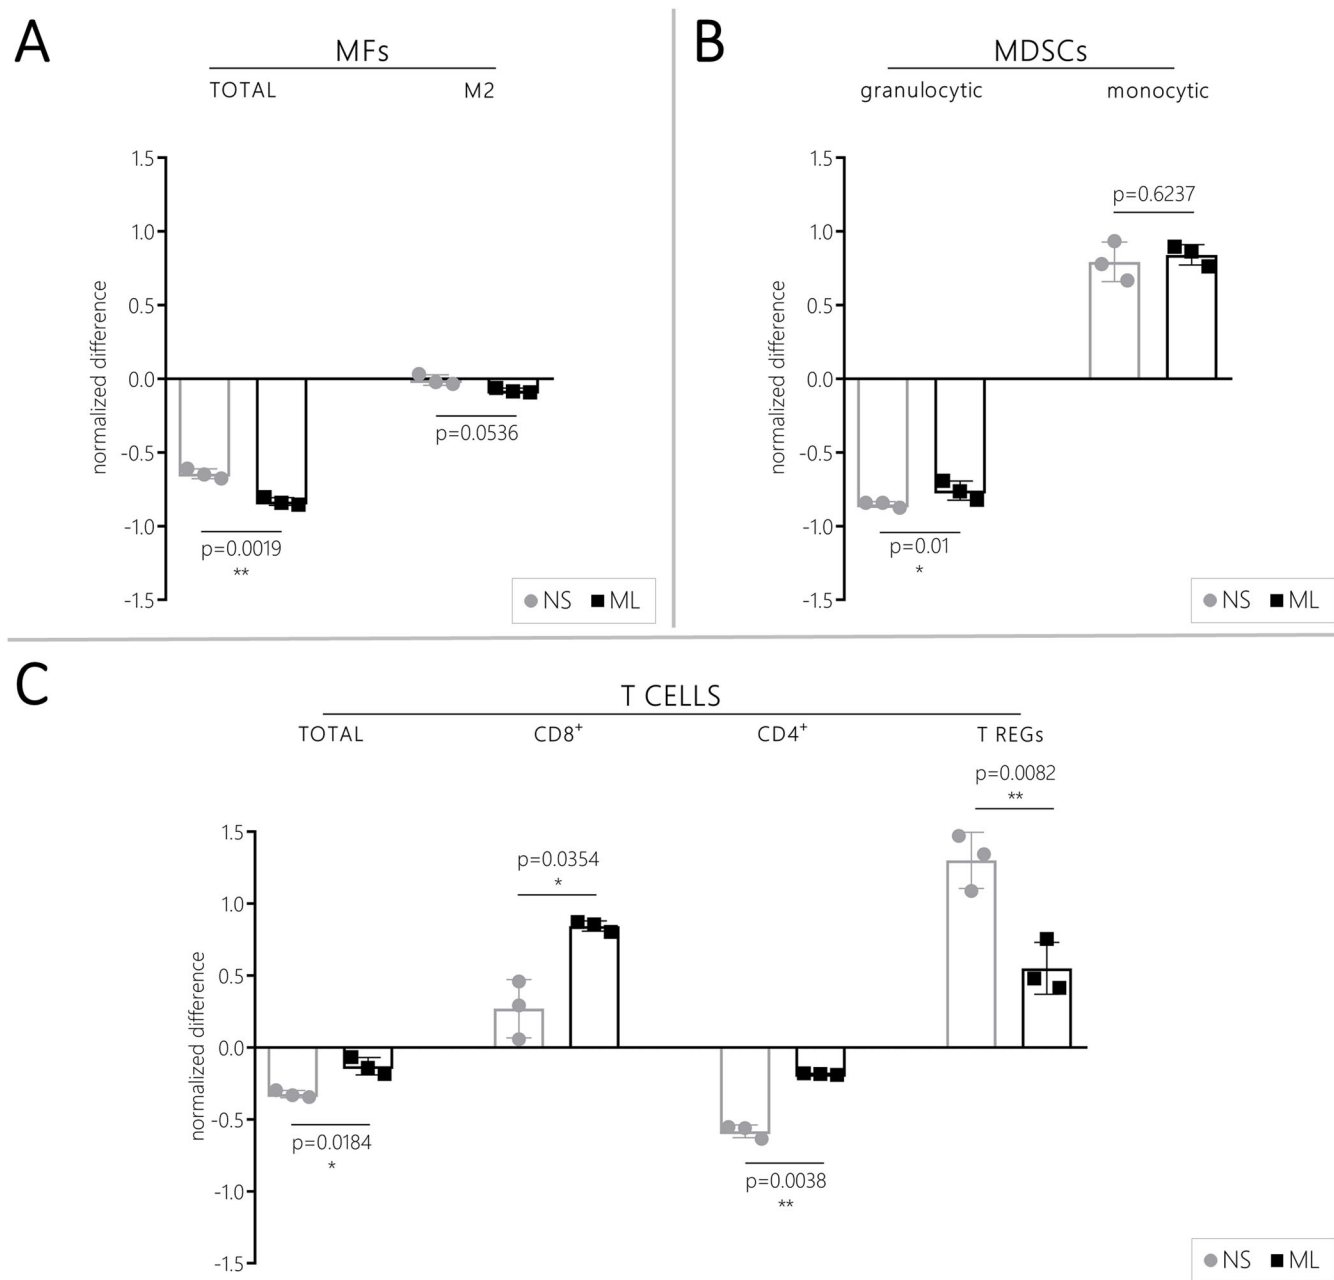 A
MFs
TOTAL M2
1.5
1.0
0.5
0.0
-0.5
-1.0
-1.5
normalized difference
p=0.0536
p=0.0019
**
NS ML
B
MDSCs
granulocytic monocytic
1.5
1.0
0.5
0.0
-0.5
-1.0
-1.5
normalized difference
p=0.6237
p=0.01
*
NS ML
C
T CELLS
TOTAL CD8+ CD4+ T REGs
p=0.0082
**
1.5
1.0
0.5
0.0
-0.5
-1.0
-1.5
normalized difference
p=0.0354
*
p=0.0184
*
p=0.0038
**
NS ML